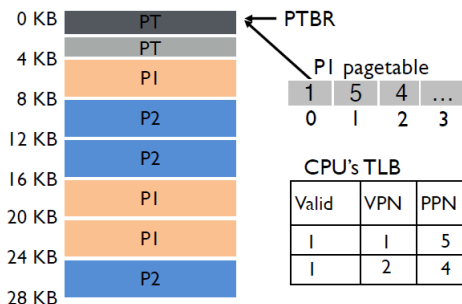 0 KB
PT
PTBR
PT
4 KB
P1
P1 pagetable
8 KB
1 5 4 ...
P2
0 1 2 3
12 KB
P2
CPU's TLB
16 KB
Valid VPN PPN
P1
20 KB
1 1 5
P1
1 2 4
24 KB
P2
28 KB